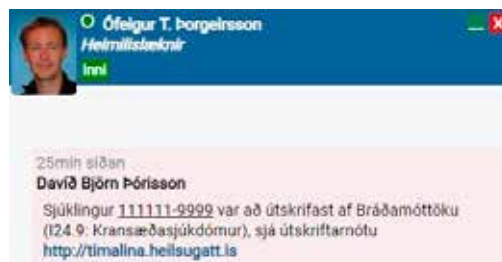 Ófeigur T. Þorgeirsson
Heimilislæknir
Inni
25mín síðan
Davíð Björn Þórisson
Sjúklingur 111111-9999 var að útskrifast af Bráðamóttöku
(I24.9: Kransæðasjúkdómur), sjá útskriftarnótu
http://timalina.heilsugatt.is